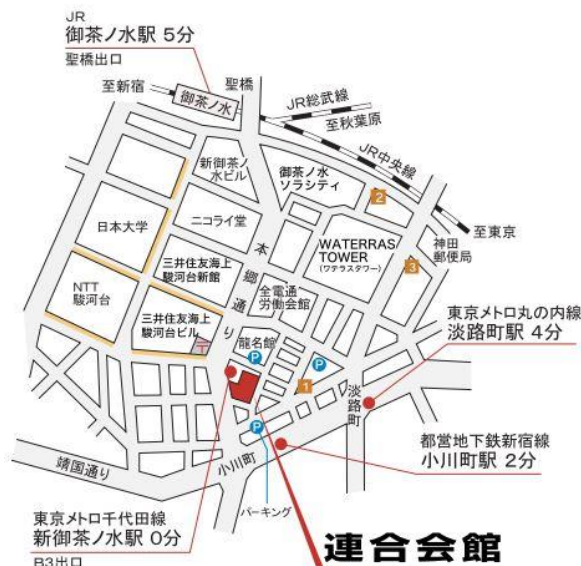 JR
御茶ノ水駅 5分
聖橋出口
至新宿
御茶ノ水
聖橋
JR総武線
至秋葉原
JR中央線
新御茶ノ
水ビル
御茶ノ水
ソラシティ
2
日本大学
ニコライ堂
本郷通り
WATERRAS
TOWER
(ワテラスタワー)
神田
郵便局
至東京
3
三井住友海上
駿河台新館
全電通
労働会館
NTT
駿河台
三井住友海上
駿河台ビル
〒
龍名館
P
P
1
東京メトロ丸の内線
淡路町駅 4分
淡路町
P
都営地下鉄新宿線
小川町駅 2分
小川町
靖国通り
パーキング
東京メトロ千代田線
新御茶ノ水駅 0分
B3出口
連合会館